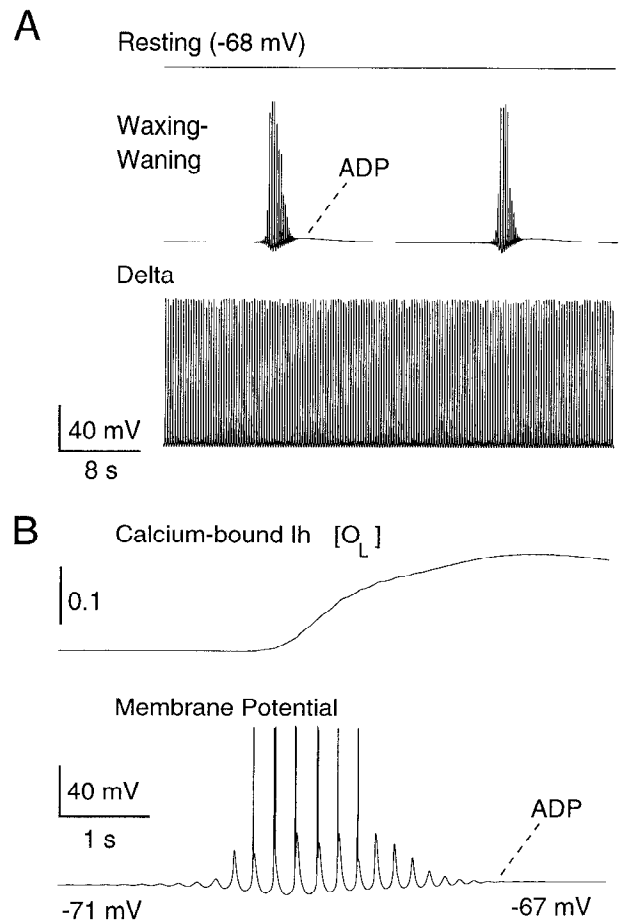 A
Resting (-68 mV)
Waxing-
Waning
ADP
Delta
40 mV
8 s
B
Calcium-bound Ih [O_L]
0.1
Membrane Potential
40 mV
1 s
ADP
-71 mV
-67 mV